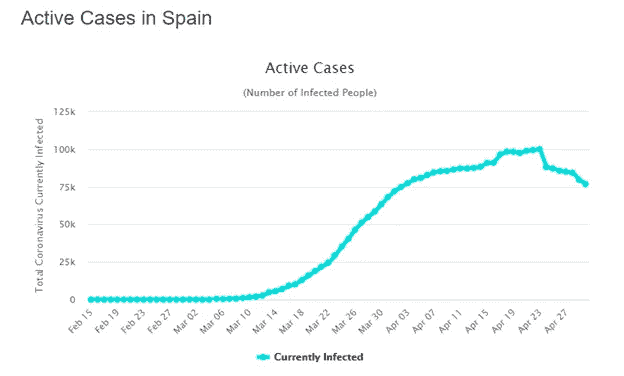 Active Cases in Spain
Active Cases
(Number of Infected People)
Total Coronavirus Currently Infected
125k
100k
75k
50k
25k
0
Feb 15
Feb 19
Feb 23
Feb 27
Mar 02
Mar 06
Mar 10
Mar 14
Mar 18
Mar 22
Mar 26
Mar 30
Apr 03
Apr 07
Apr 11
Apr 15
Apr 19
Apr 23
Apr 27
Currently Infected